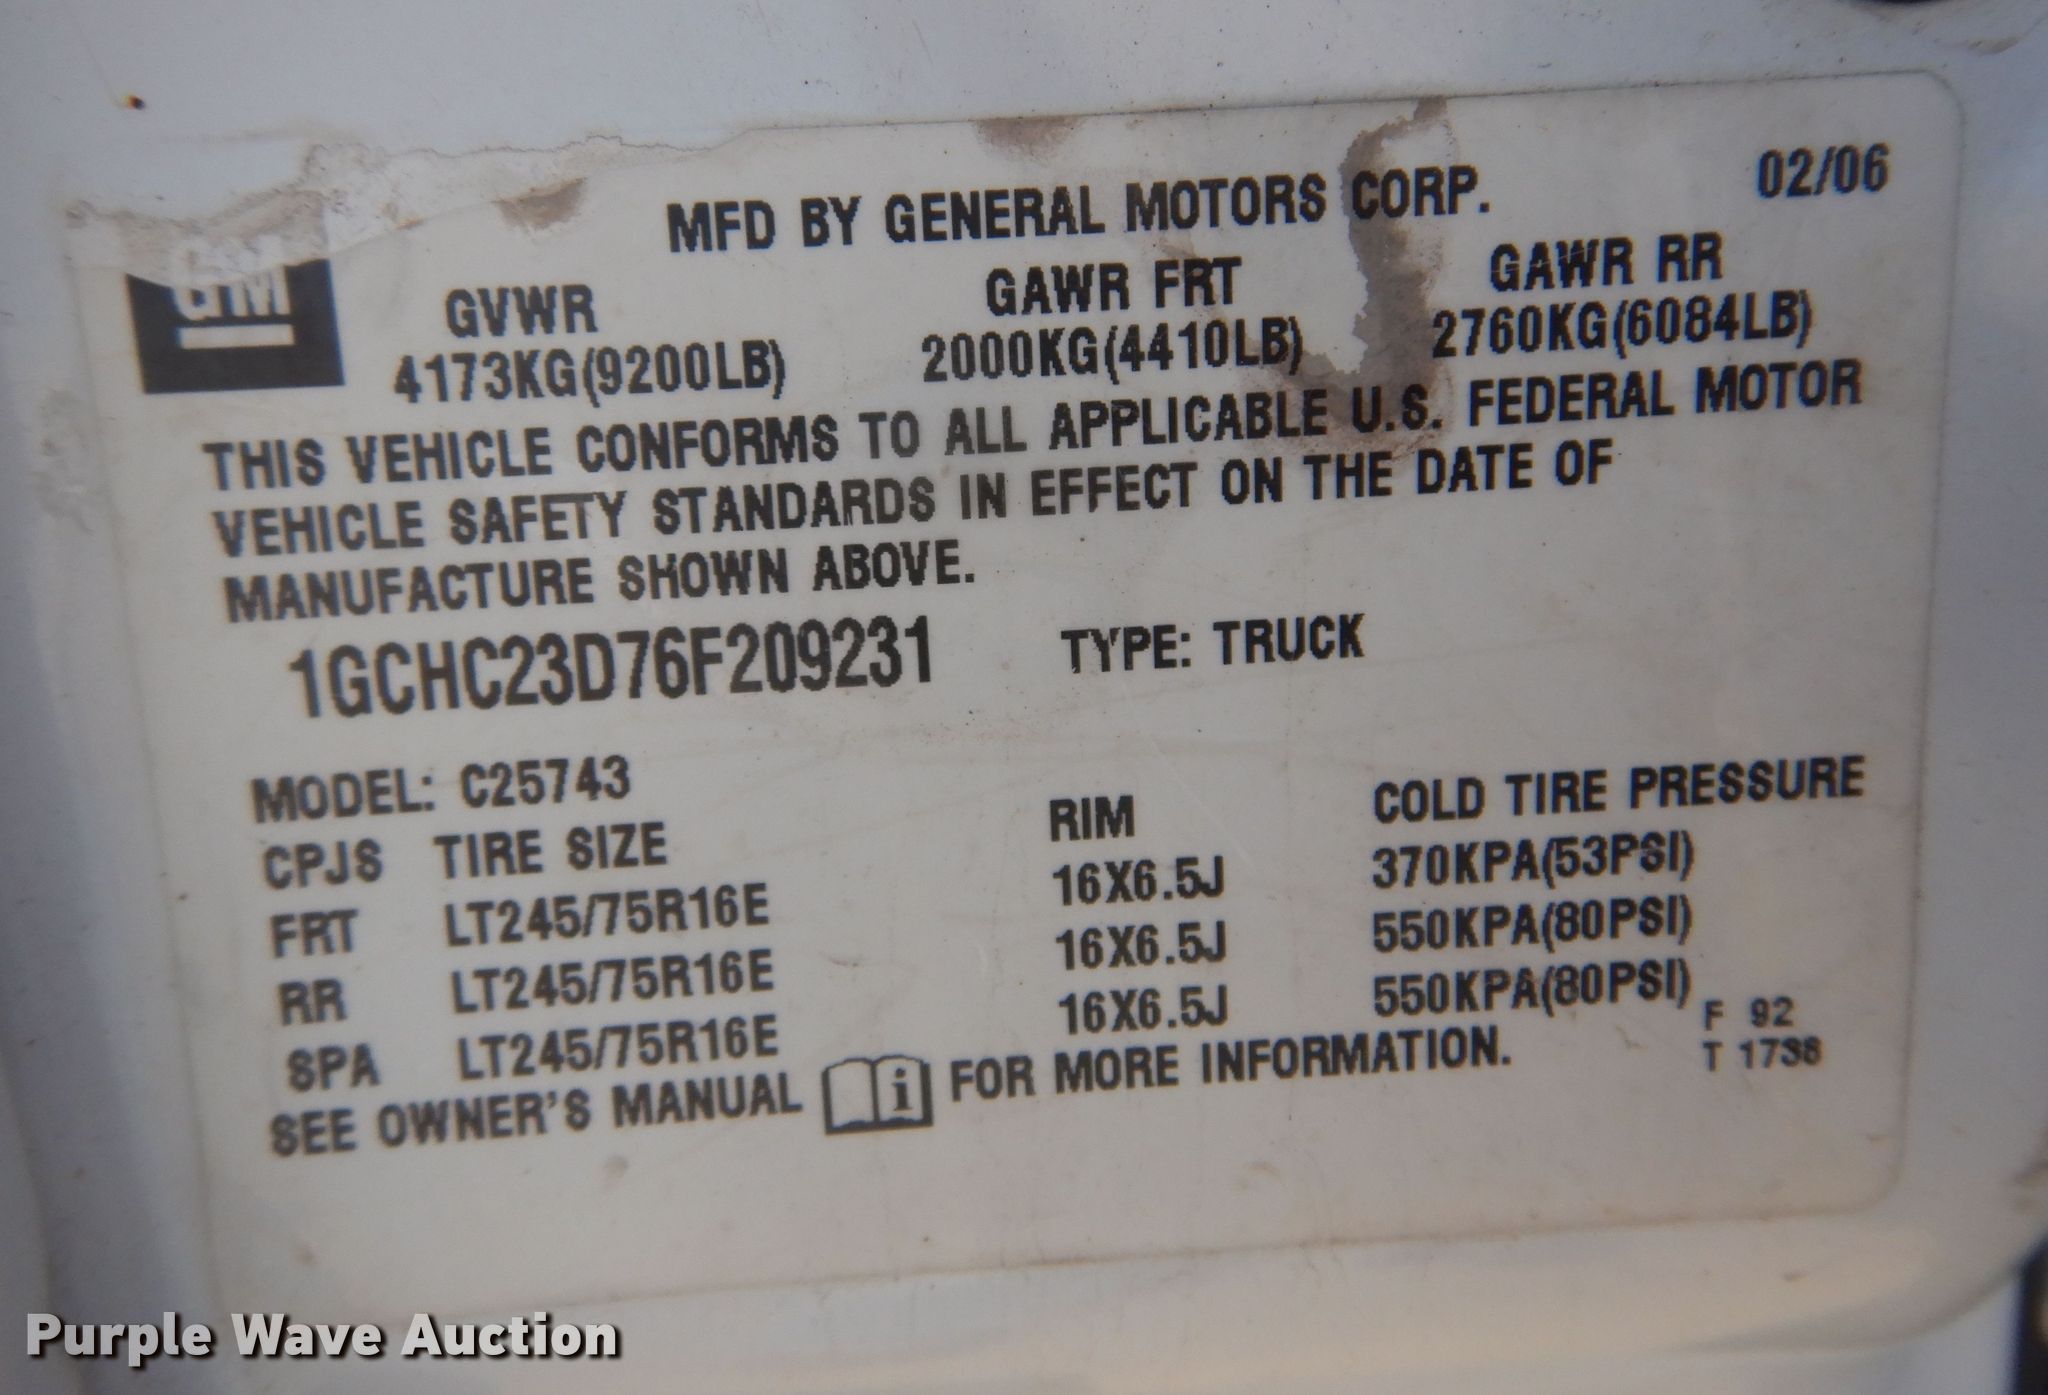 MFD BY GENERAL MOTORS CORP. 02/06
GM
GVWR GAWR FRT GAWR RR
4173KG(9200LB) 2000KG(4410LB) 2760KG(6084LB)
THIS VEHICLE CONFORMS TO ALL APPLICABLE U.S. FEDERAL MOTOR
VEHICLE SAFETY STANDARDS IN EFFECT ON THE DATE OF
MANUFACTURE SHOWN ABOVE.
1GCHC23D76F209231 TYPE: TRUCK
MODEL: C25743
CPJS TIRE SIZE RIM COLD TIRE PRESSURE
FRT LT245/75R16E 16X6.5J 370KPA(53PSI)
RR LT245/75R16E 16X6.5J 550KPA(80PSI)
SPA LT245/75R16E 16X6.5J 550KPA(80PSI)
SEE OWNER'S MANUAL i FOR MORE INFORMATION.
F 92
T 1738
Purple Wave Auction